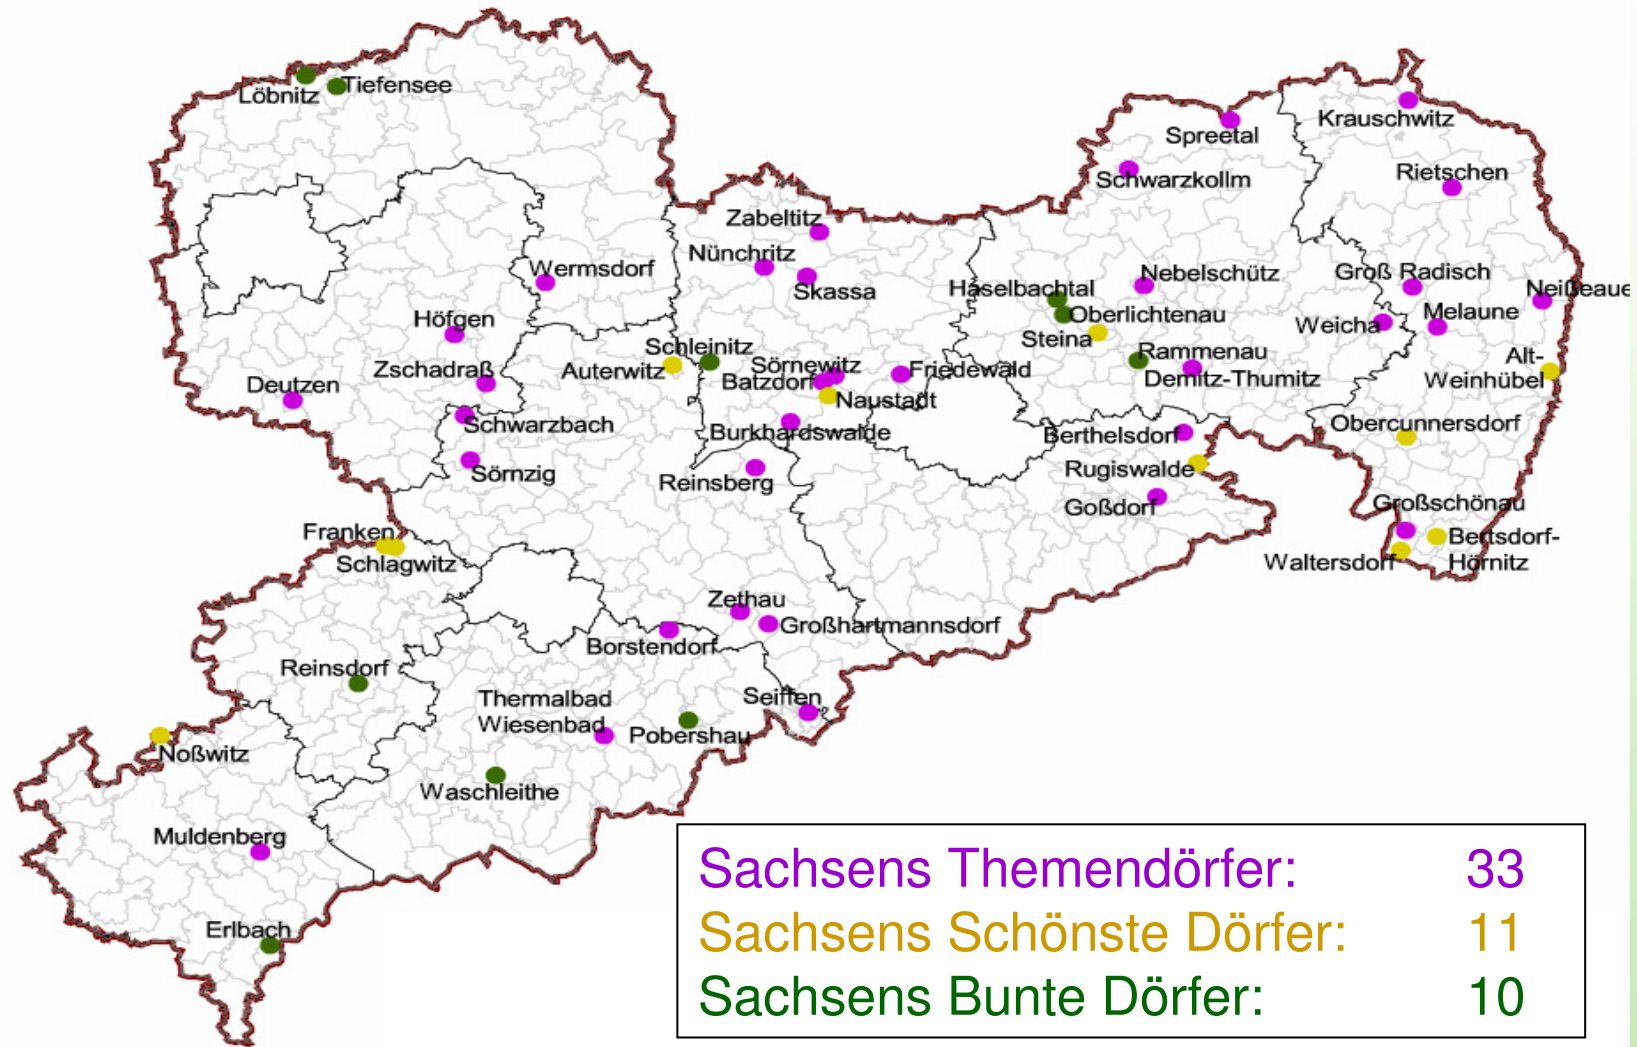 Löbnitz
Tiefensee
Krauschwitz
Spreetal
Schwarzkollm
Rietschen
Zabeltitz
Nünchritz
Wermsdorf
Skassa
Häselbachtal
Nebelschütz
Groß Radisch
Neißeaue
Höfgen
Oberlichtenau
Melaune
Weicha
Steina
Schleinitz
Rammenau
Alt-
Weinhübel
Auterwitz
Sörnewitz
Batzdorf
Friedewald
Demitz-Thumitz
Zschadraß
Deutzen
Naustadt
Schwarzbach
Burkhardswalde
Berthelsdorf
Obercunnersdorf
Sörnzig
Reinsberg
Rugiswalde
Goßdorf
Großschönau
Franken
Schlagwitz
Bertsdorf-
Hörnitz
Waltersdorf
Zethau
Großhartmannsdorf
Borstendorf
Reinsdorf
Thermalbad
Wiesenbad
Seiffen
Pobershau
Noßwitz
Waschleithe
Muldenberg
Erlbach
Sachsens Themendörfer: 33
Sachsens Schönste Dörfer: 11
Sachsens Bunte Dörfer: 10